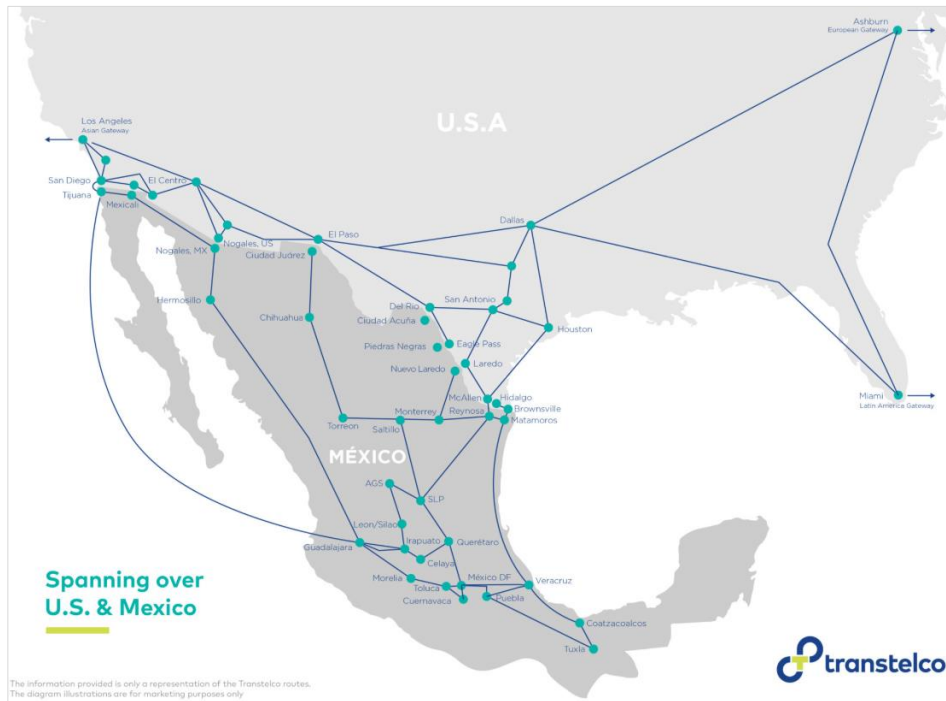 Ashburn
European Gateway
Los Angeles
Asian Gateway
U.S.A
San Diego
El Centro
Tijuana
Mexicali
Dallas
El Paso
Nogales, US
Nogales, MX
Ciudad Juárez
Hermosillo
Del Rio
San Antonio
Chihuahua
Ciudad Acuña
Houston
Piedras Negras
Eagle Pass
Nuevo Laredo
Laredo
McAllen
Hidalgo
Miami
Latin America Gateway
Monterrey
Reynosa
Brownsville
Torreon
Saltillo
Matamoros
MÉXICO
AGS
SLP
Leon/Silao
Guadalajara
Irapuato
Querétaro
Celaya
Morelia
México DF
Veracruz
Toluca
Cuernavaca
Puebla
Spanning over
U.S. & Mexico
Coatzacoalcos
Tuxla
transtelco
The information provided is only a representation of the Transtelco routes.
The diagram illustrations are for marketing purposes only